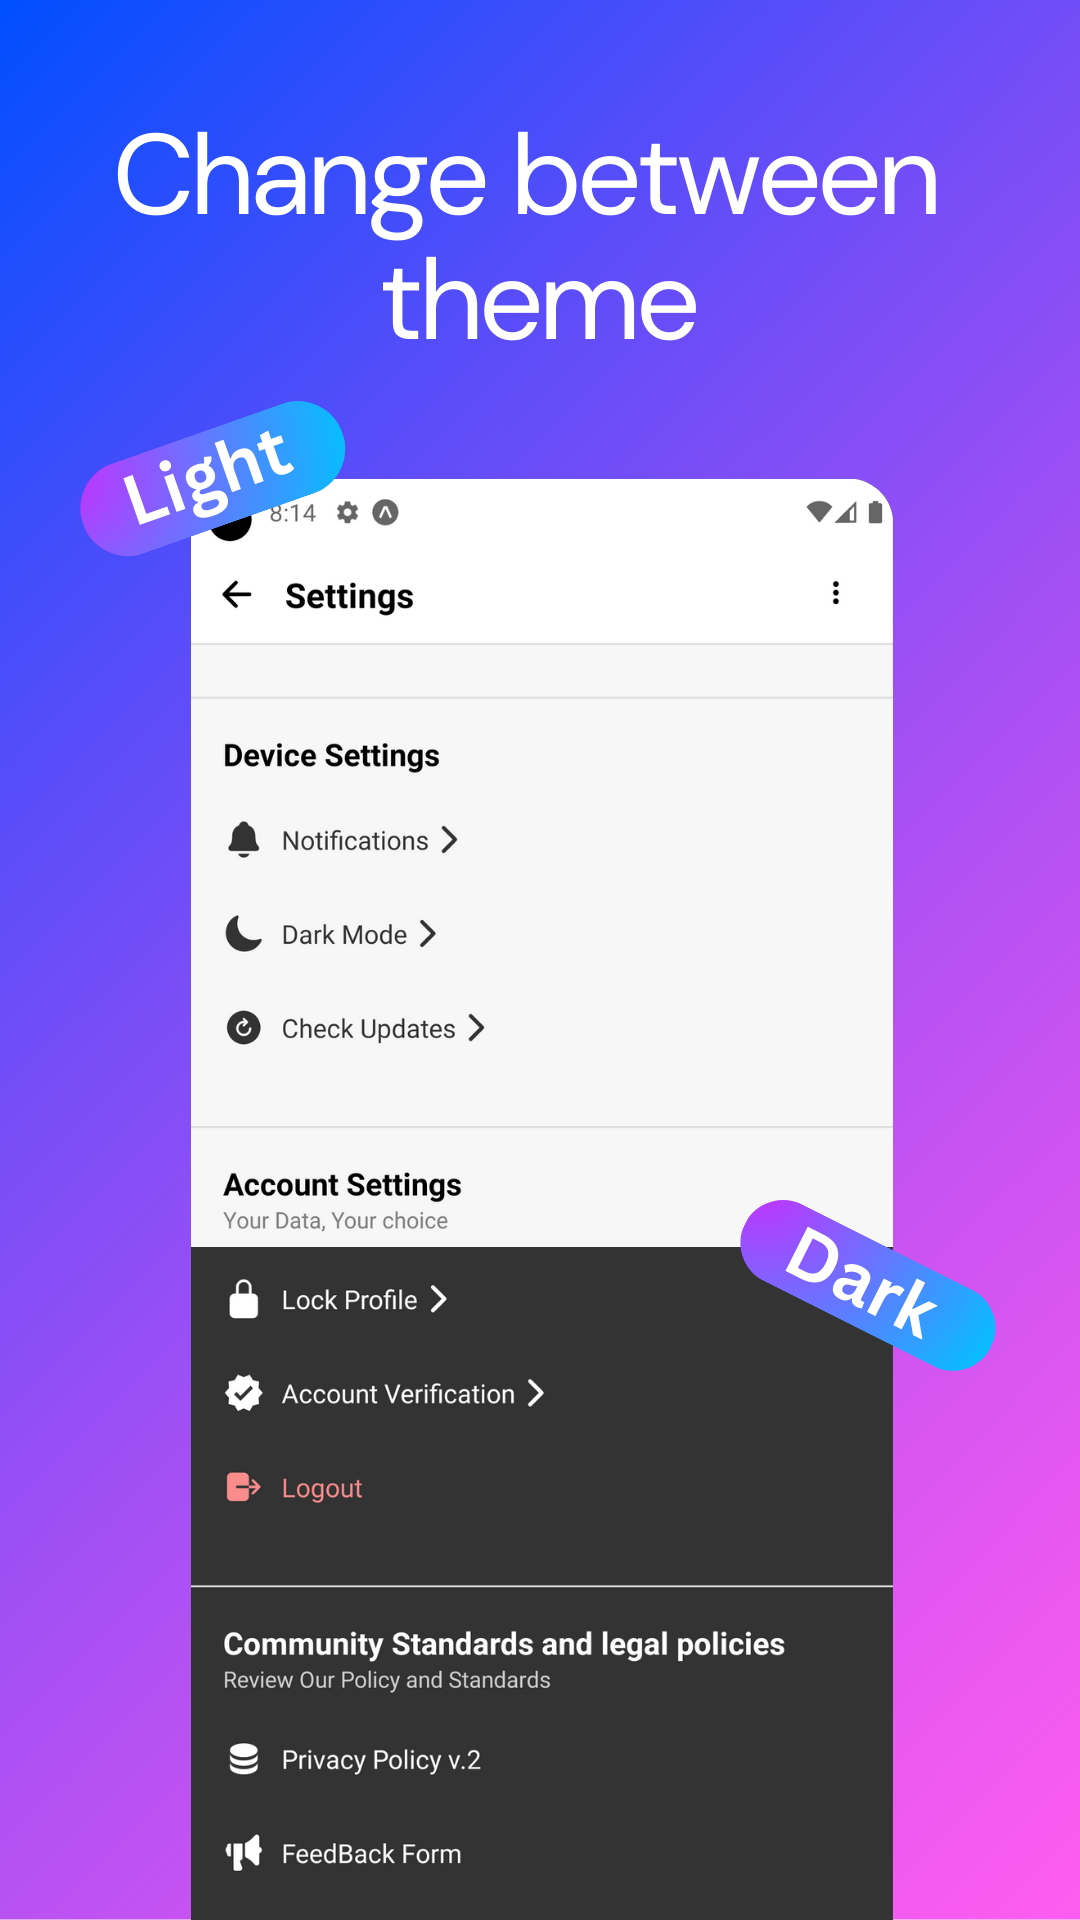 Change between
theme
Light
8:14
Settings
Device Settings
Notifications
Dark Mode
Check Updates
Account Settings
Your Data, Your choice
Dark
Lock Profile
Account Verification
Logout
Community Standards and legal policies
Review Our Policy and Standards
Privacy Policy v.2
FeedBack Form